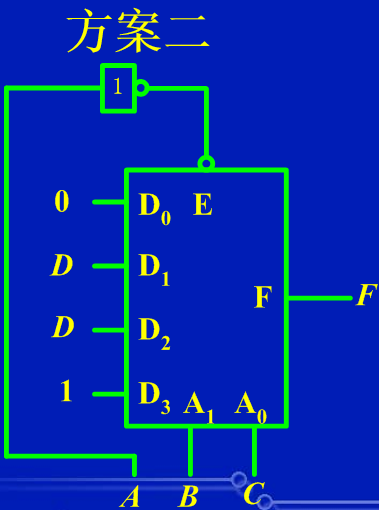 方案二
1
0 D₀ E
D D₁
F F
D D₂
1 D₃ A₁ A₀
A B C